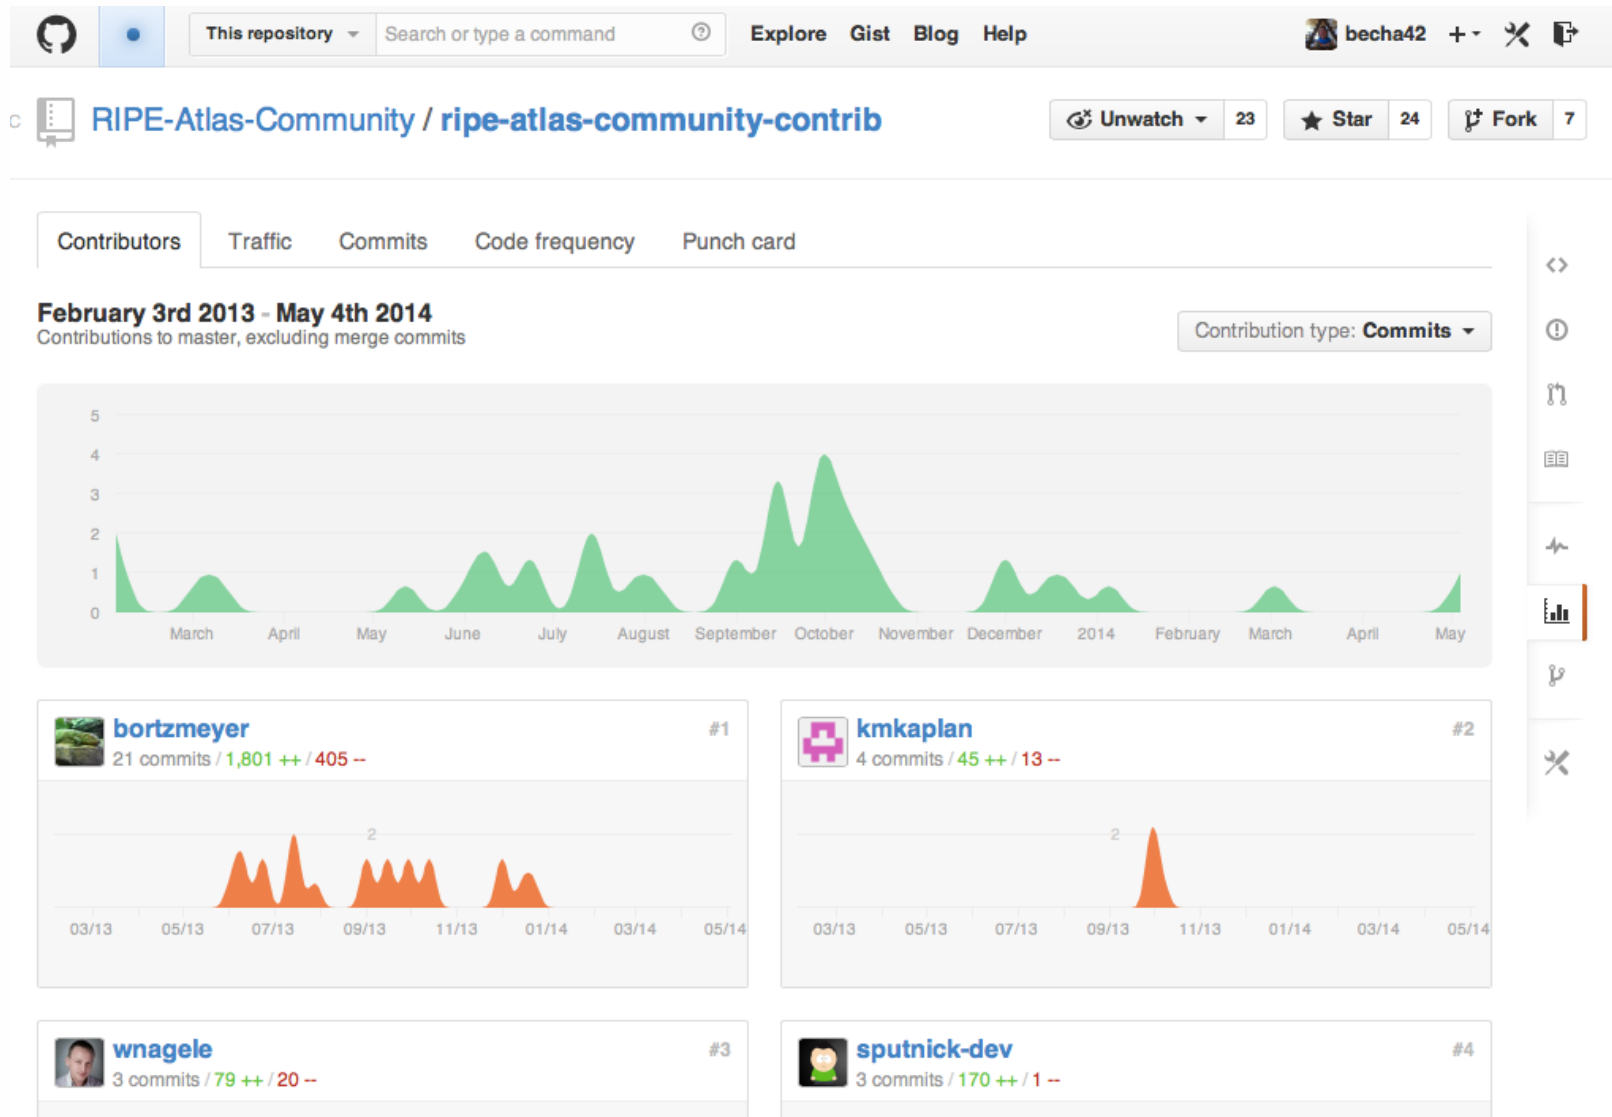 This repository Search or type a command Explore Gist Blog Help becha42
RIPE-Atlas-Community / ripe-atlas-community-contrib Unwatch 23 Star 24 Fork 7
Contributors Traffic Commits Code frequency Punch card
February 3rd 2013 - May 4th 2014
Contributions to master, excluding merge commits
Contribution type: Commits
5
4
3
2
1
0
March April May June July August September October November December 2014 February March April May
bortzmeyer #1
21 commits / 1,801 ++ / 405 --
2
03/13 05/13 07/13 09/13 11/13 01/14 03/14 05/14
kmkaplan #2
4 commits / 45 ++ / 13 --
2
03/13 05/13 07/13 09/13 11/13 01/14 03/14 05/14
wnagele #3
3 commits / 79 ++ / 20 --
sputnick-dev #4
3 commits / 170 ++ / 1 --